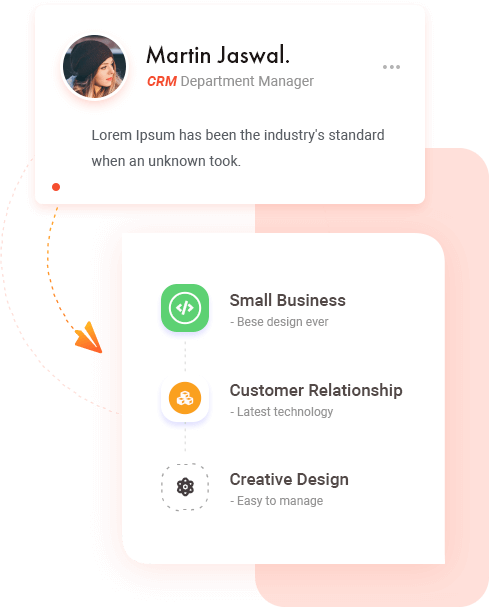 Martin Jaswal.
CRM Department Manager
Lorem Ipsum has been the industry's standard
when an unknown took.
Small Business
- Bese design ever
Customer Relationship
- Latest technology
Creative Design
- Easy to manage